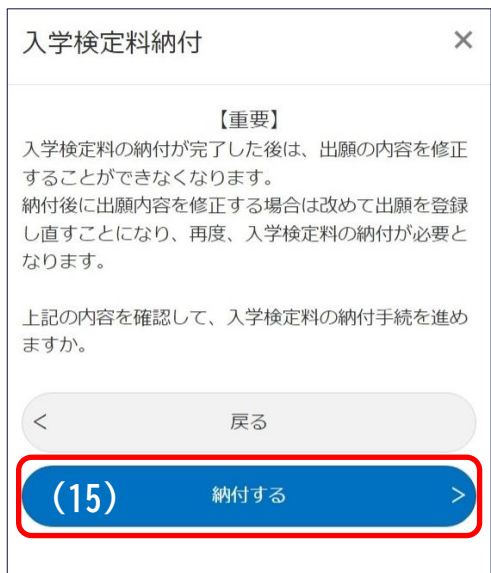 入学検定料納付 ×
【重要】
入学検定料の納付が完了した後は、出願の内容を修正
することができなくなります。
納付後に出願内容を修正する場合は改めて出願を登録
し直すことになり、再度、入学検定料の納付が必要と
なります。
上記の内容を確認して、入学検定料の納付手続を進め
ますか。
< 戻る
(15) 納付する >